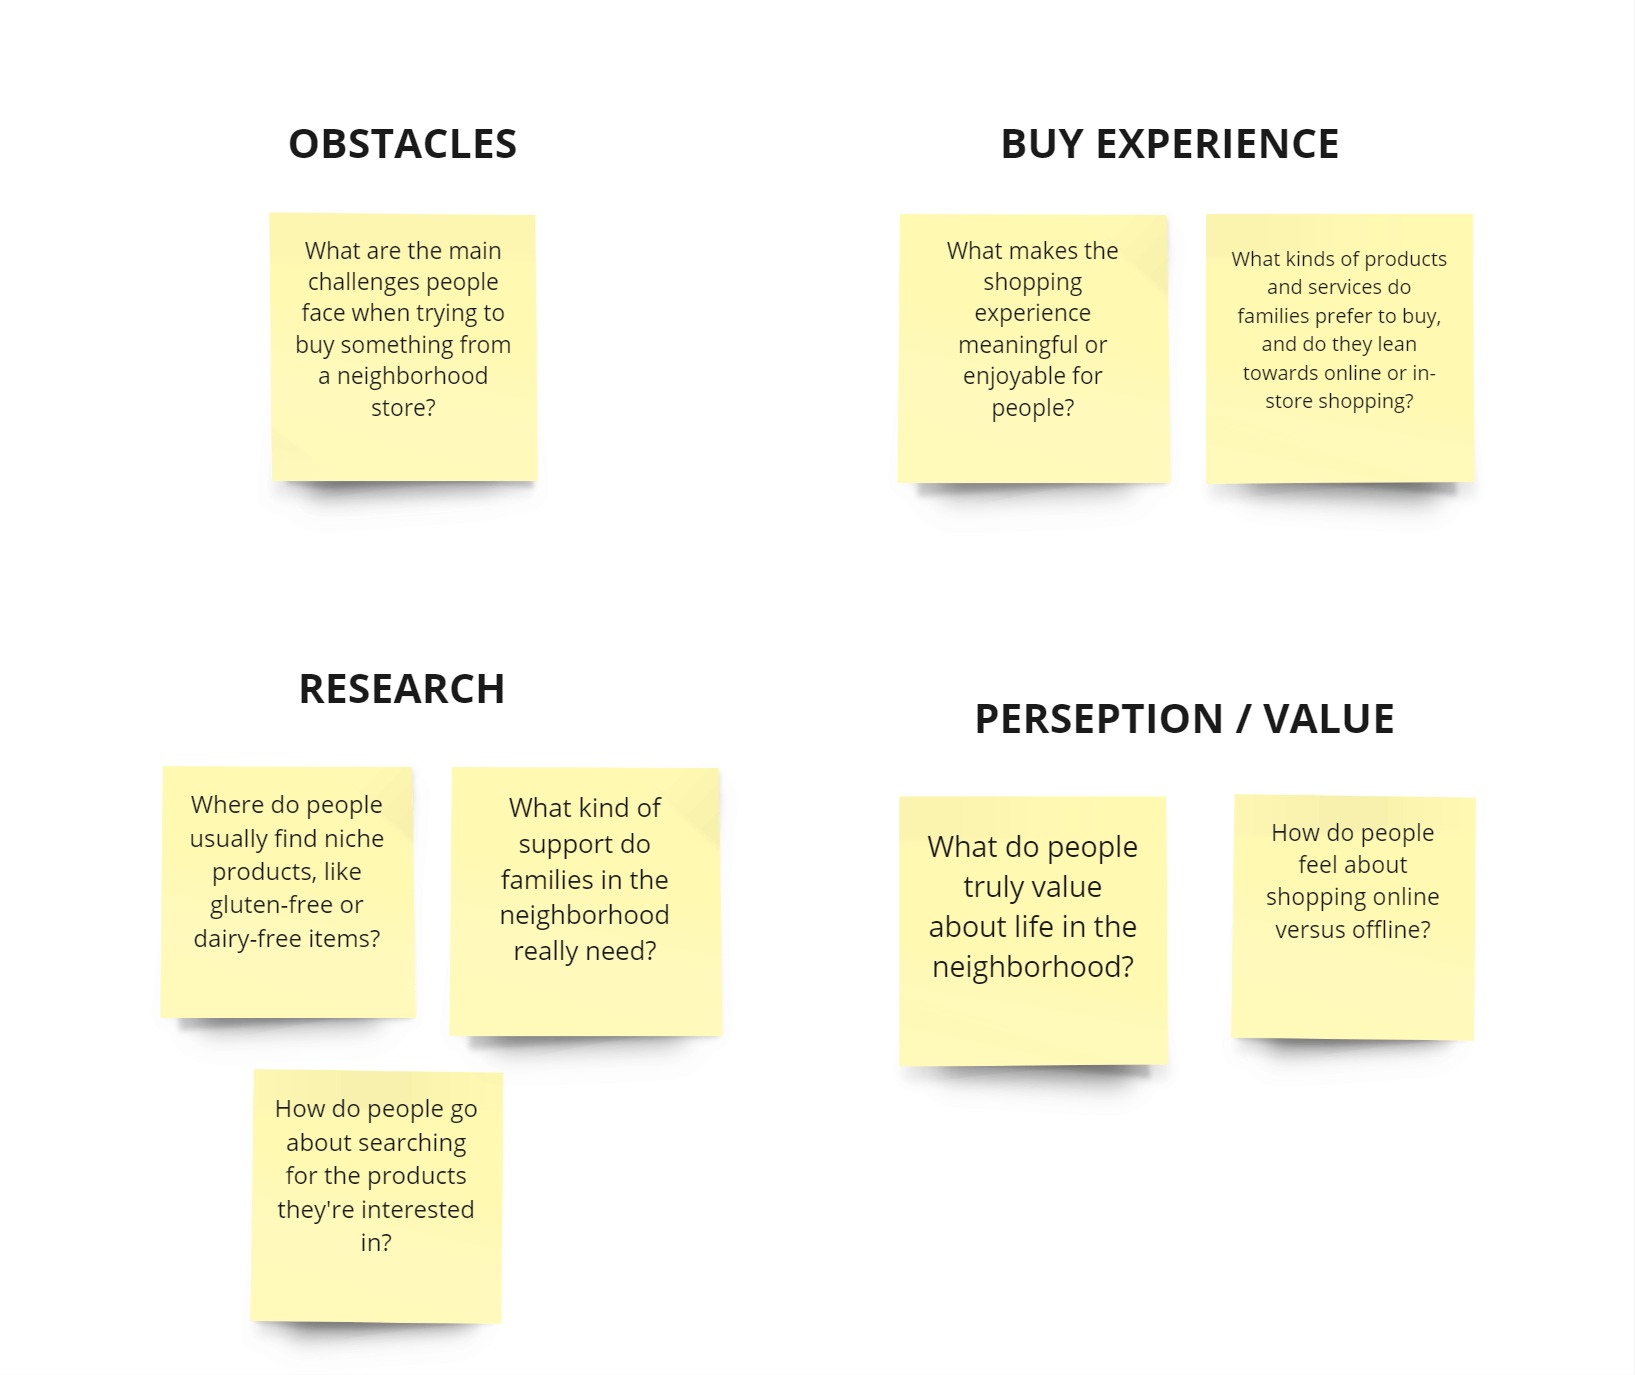 OBSTACLES
What are the main
challenges people
face when trying to
buy something from
a neighborhood
store?
BUY EXPERIENCE
What makes the
shopping
experience
meaningful or
enjoyable for
people?
What kinds of products
and services do
families prefer to buy,
and do they lean
towards online or in-
store shopping?
RESEARCH
Where do people
usually find niche
products, like
gluten-free or
dairy-free items?
What kind of
support do
families in the
neighborhood
really need?
How do people go
about searching
for the products
they're interested
in?
PERSEPTION / VALUE
What do people
truly value
about life in the
neighborhood?
How do people
feel about
shopping online
versus offline?